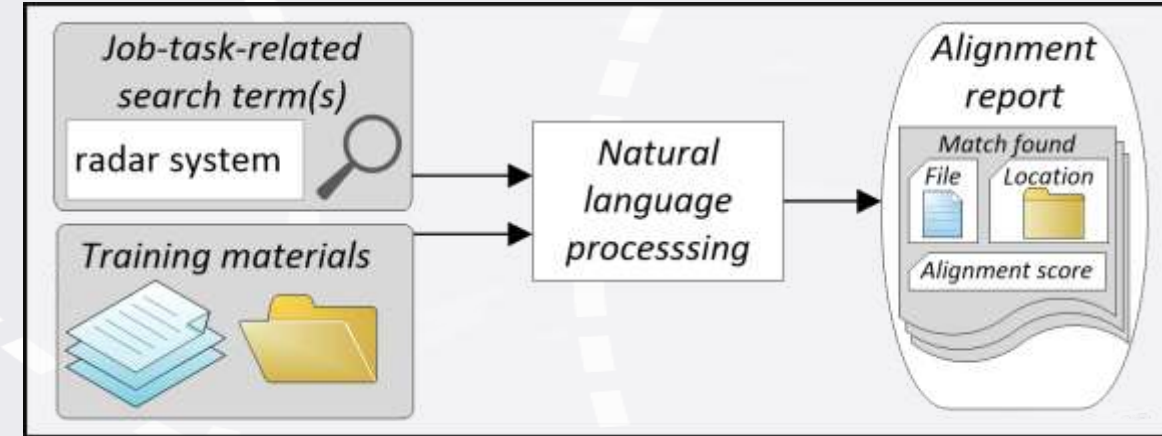 Job-task-related
search term(s)
radar system
Training materials
Natural
language
processsing
Alignment
report
Match found
File
Location
Alignment score